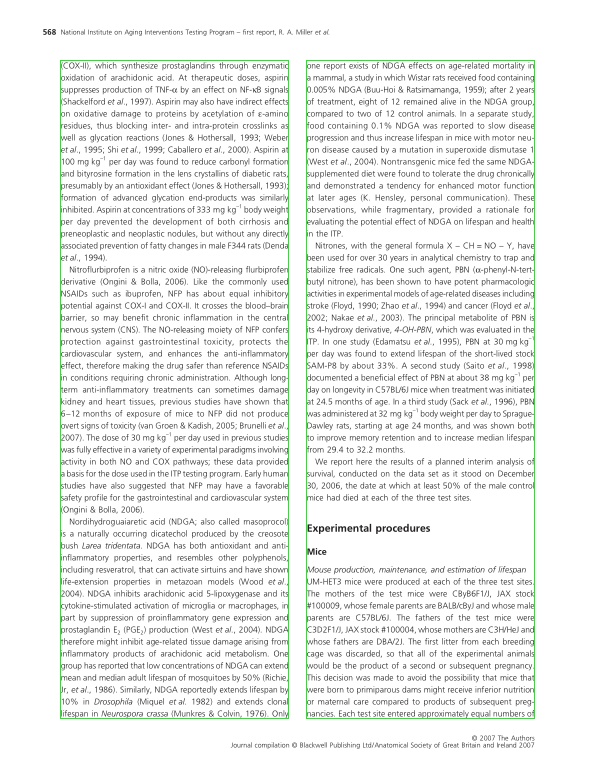 568 National Institute on Aging Interventions Testing Program – first report, R. A. Miller et al.
(COX-II), which synthesize prostaglandins through enzymatic
oxidation of arachidonic acid. At therapeutic doses, aspirin
suppresses production of TNF-α by an effect on NF-κB signals
(Shackelford et al., 1997). Aspirin may also have indirect effects
on oxidative damage to proteins by acetylation of ε-amino
residues, thus blocking inter- and intra-protein crosslinks as
well as glycation reactions (Jones & Hothersall, 1993; Weber
et al., 1995; Shi et al., 1999; Caballero et al., 2000). Aspirin at
100 mg kg⁻¹ per day was found to reduce carbonyl formation
and bityrosine formation in the lens crystallins of diabetic rats,
presumably by an antioxidant effect (Jones & Hothersall, 1993);
formation of advanced glycation end-products was similarly
inhibited. Aspirin at concentrations of 333 mg kg⁻¹ body weight
per day prevented the development of both cirrhosis and
preneoplastic and neoplastic nodules, but without any directly
associated prevention of fatty changes in male F344 rats (Denda
et al., 1994).
Nitroflurbiprofen is a nitric oxide (NO)-releasing flurbiprofen
derivative (Ongini & Bolla, 2006). Like the commonly used
NSAIDs such as ibuprofen, NFP has about equal inhibitory
potential against COX-I and COX-II. It crosses the blood–brain
barrier, so may benefit chronic inflammation in the central
nervous system (CNS). The NO-releasing moiety of NFP confers
protection against gastrointestinal toxicity, protects the
cardiovascular system, and enhances the anti-inflammatory
effect, therefore making the drug safer than reference NSAIDs
in conditions requiring chronic administration. Although long-
term anti-inflammatory treatments can sometimes damage
kidney and heart tissues, previous studies have shown that
6–12 months of exposure of mice to NFP did not produce
overt signs of toxicity (van Groen & Kadish, 2005; Brunelli et al.,
2007). The dose of 30 mg kg⁻¹ per day used in previous studies
was fully effective in a variety of experimental paradigms involving
activity in both NO and COX pathways; these data provided
a basis for the dose used in the ITP testing program. Early human
studies have also suggested that NFP may have a favorable
safety profile for the gastrointestinal and cardiovascular system
(Ongini & Bolla, 2006).
Nordihydroguaiaretic acid (NDGA; also called masoprocol)
is a naturally occurring dicatechol produced by the creosote
bush Larea tridentata. NDGA has both antioxidant and anti-
inflammatory properties, and resembles other polyphenols,
including resveratrol, that can activate sirtuins and have shown
life-extension properties in metazoan models (Wood et al.,
2004). NDGA inhibits arachidonic acid 5-lipoxygenase and its
cytokine-stimulated activation of microglia or macrophages, in
part by suppression of proinflammatory gene expression and
prostaglandin E₂ (PGE₂) production (West et al., 2004). NDGA
therefore might inhibit age-related tissue damage arising from
inflammatory products of arachidonic acid metabolism. One
group has reported that low concentrations of NDGA can extend
mean and median adult lifespan of mosquitoes by 50% (Richie,
Jr, et al., 1986). Similarly, NDGA reportedly extends lifespan by
10% in Drosophila (Miquel et al. 1982) and extends clonal
lifespan in Neurospora crassa (Munkres & Colvin, 1976). Only
one report exists of NDGA effects on age-related mortality in
a mammal, a study in which Wistar rats received food containing
0.005% NDGA (Buu-Hoi & Ratsimamanga, 1959); after 2 years
of treatment, eight of 12 remained alive in the NDGA group,
compared to two of 12 control animals. In a separate study,
food containing 0.1% NDGA was reported to slow disease
progression and thus increase lifespan in mice with motor neu-
ron disease caused by a mutation in superoxide dismutase 1
(West et al., 2004). Nontransgenic mice fed the same NDGA-
supplemented diet were found to tolerate the drug chronically
and demonstrated a tendency for enhanced motor function
at later ages (K. Hensley, personal communication). These
observations, while fragmentary, provided a rationale for
evaluating the potential effect of NDGA on lifespan and health
in the ITP.
Nitrones, with the general formula X – CH = NO – Y, have
been used for over 30 years in analytical chemistry to trap and
stabilize free radicals. One such agent, PBN (α-phenyl-N-tert-
butyl nitrone), has been shown to have potent pharmacologic
activities in experimental models of age-related diseases including
stroke (Floyd, 1990; Zhao et al., 1994) and cancer (Floyd et al.,
2002; Nakae et al., 2003). The principal metabolite of PBN is
its 4-hydroxy derivative, 4-OH-PBN, which was evaluated in the
ITP. In one study (Edamatsu et al., 1995), PBN at 30 mg kg⁻¹
per day was found to extend lifespan of the short-lived stock
SAM-P8 by about 33%. A second study (Saito et al., 1998)
documented a beneficial effect of PBN at about 38 mg kg⁻¹ per
day on longevity in C57BL/6J mice when treatment was initiated
at 24.5 months of age. In a third study (Sack et al., 1996), PBN
was administered at 32 mg kg⁻¹ body weight per day to Sprague-
Dawley rats, starting at age 24 months, and was shown both
to improve memory retention and to increase median lifespan
from 29.4 to 32.2 months.
We report here the results of a planned interim analysis of
survival, conducted on the data set as it stood on December
30, 2006, the date at which at least 50% of the male control
mice had died at each of the three test sites.
Experimental procedures
Mice
Mouse production, maintenance, and estimation of lifespan
UM-HET3 mice were produced at each of the three test sites.
The mothers of the test mice were CByB6F1/J, JAX stock
#100009, whose female parents are BALB/cByJ and whose male
parents are C57BL/6J. The fathers of the test mice were
C3D2F1/J, JAX stock #100004, whose mothers are C3H/HeJ and
whose fathers are DBA/2J. The first litter from each breeding
cage was discarded, so that all of the experimental animals
would be the product of a second or subsequent pregnancy.
This decision was made to avoid the possibility that mice that
were born to primiparous dams might receive inferior nutrition
or maternal care compared to products of subsequent preg-
nancies. Each test site entered approximately equal numbers of
© 2007 The Authors
Journal compilation © Blackwell Publishing Ltd/Anatomical Society of Great Britain and Ireland 2007